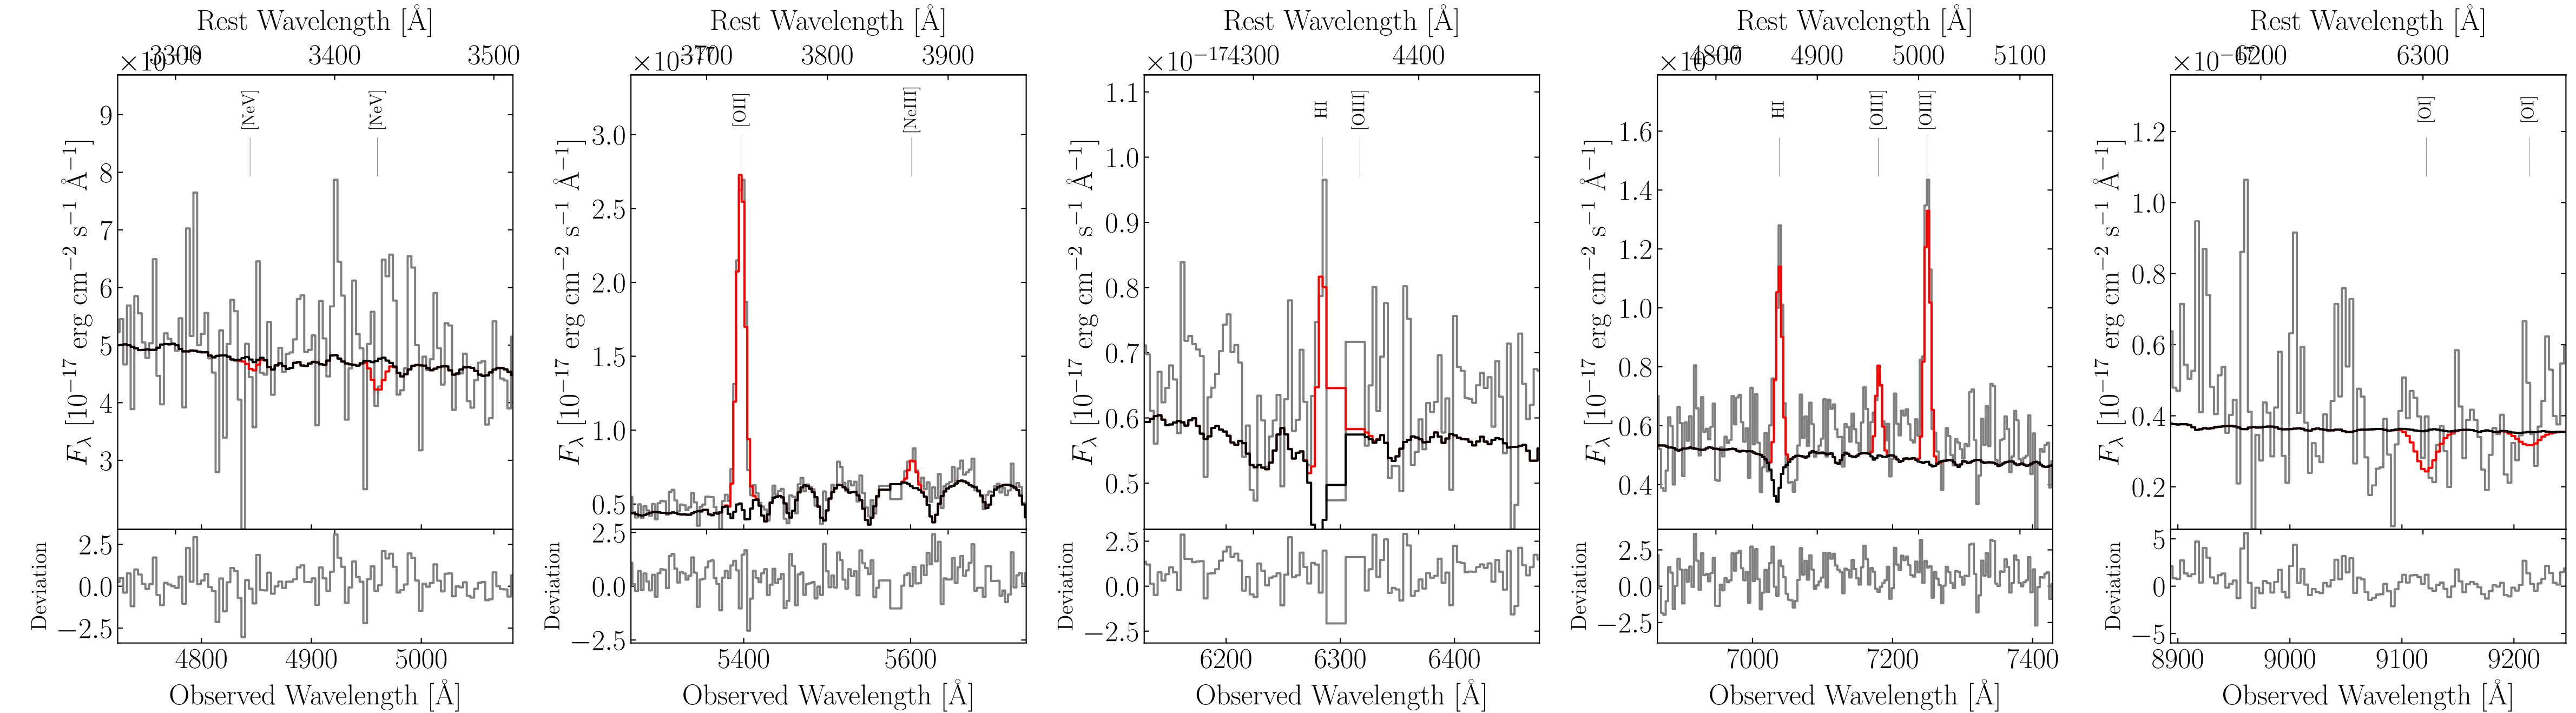 Rest Wavelength [Å] Rest Wavelength [Å] Rest Wavelength [Å] Rest Wavelength [Å] Rest Wavelength [Å]
3400 3500 3800 3900 4300 4400 4900 5000 5100 6300
[NeV] [NeV] [OII] [NeIII] HI [OIII] HI [OIII] [OIII] [OI] [OI]
F_λ [10⁻¹⁷ erg cm⁻² s⁻¹ Å⁻¹] F_λ [10⁻¹⁷ erg cm⁻² s⁻¹ Å⁻¹] F_λ [10⁻¹⁷ erg cm⁻² s⁻¹ Å⁻¹] F_λ [10⁻¹⁷ erg cm⁻² s⁻¹ Å⁻¹] F_λ [10⁻¹⁷ erg cm⁻² s⁻¹ Å⁻¹]
9 3.0 1.1 1.6 1.2
8 2.5 1.0 1.4 1.0
7 2.0 0.9 1.2 0.8
6 1.5 0.8 1.0 0.6
5 1.0 0.7 0.8 0.4
4 0.5 0.6 0.6 0.2
3 0.5 0.4
Deviation Deviation Deviation Deviation Deviation
2.5 2.5 2.5 2.5 5
0.0 0.0 0.0 0.0 0
−2.5 −2.5 −2.5 −2.5 −5
4800 4900 5000 5400 5600 6200 6300 6400 7000 7200 7400 8900 9000 9100 9200
Observed Wavelength [Å] Observed Wavelength [Å] Observed Wavelength [Å] Observed Wavelength [Å] Observed Wavelength [Å]